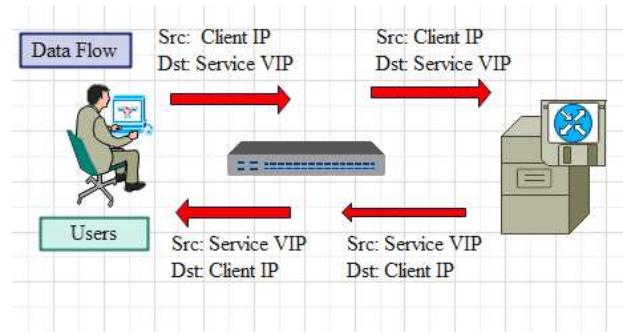 Data Flow
Src: Client IP
Dst: Service VIP
Src: Client IP
Dst: Service VIP
Users
Src: Service VIP
Dst: Client IP
Src: Service VIP
Dst: Client IP